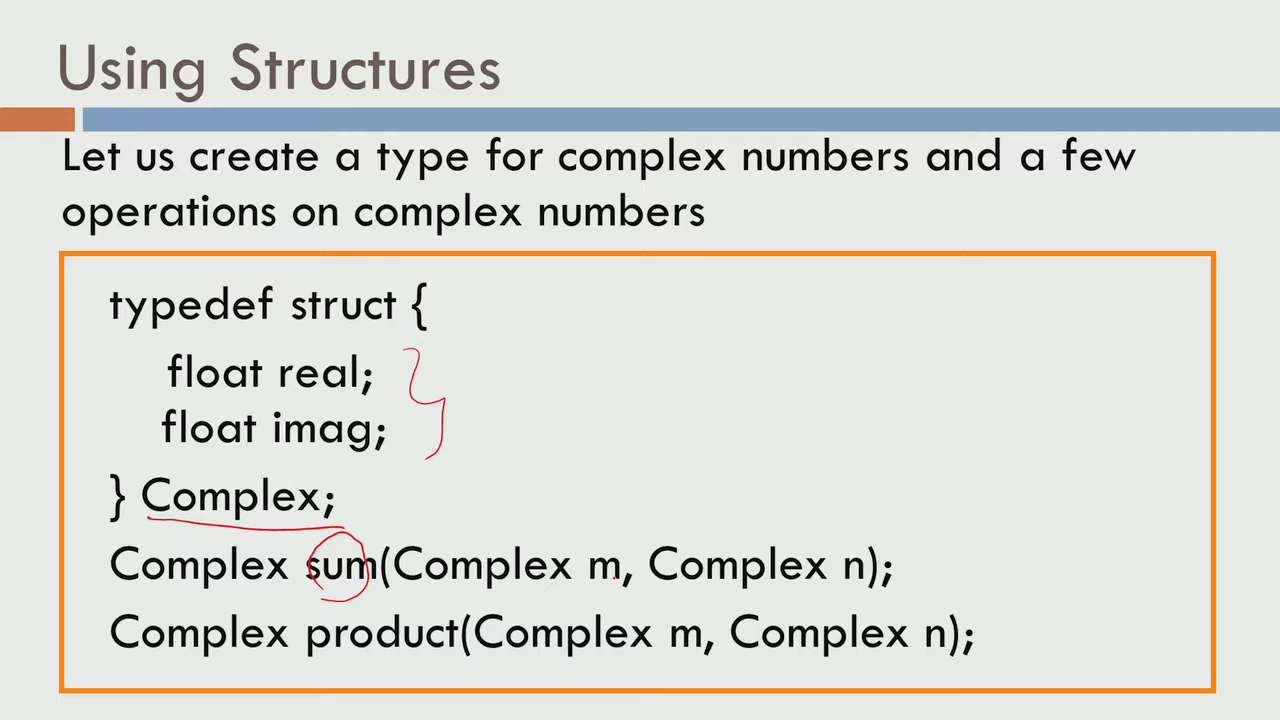 Using Structures
Let us create a type for complex numbers and a few
operations on complex numbers
typedef struct {
float real;
float imag;
} Complex;
Complex sum(Complex m, Complex n);
Complex product(Complex m, Complex n);